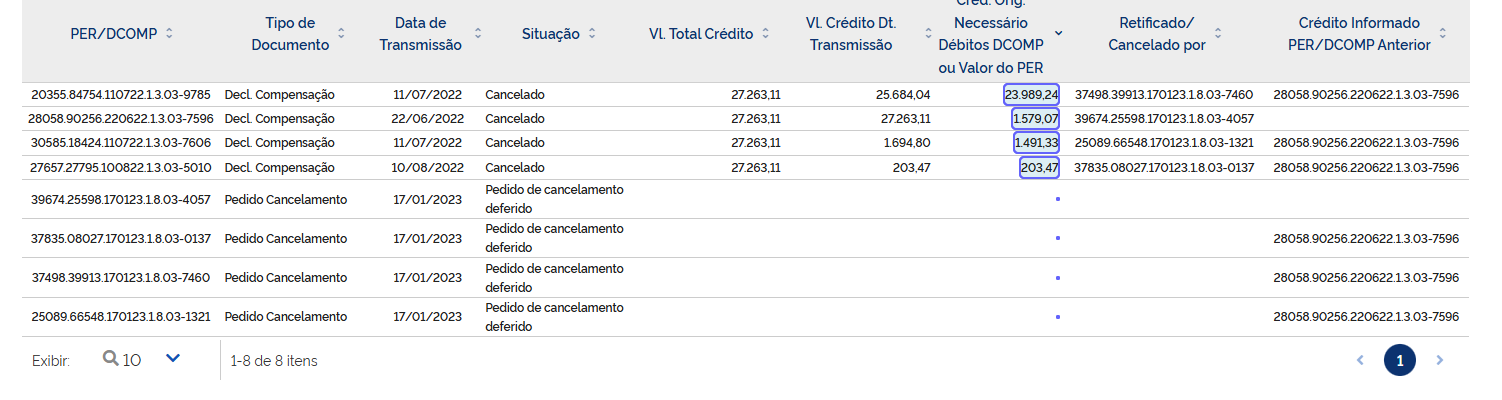 Créd. Orig.
PER/DCOMP Tipo de Documento Data de Transmissão Situação Vl. Total Crédito Vl. Crédito Dt. Transmissão Necessário Débitos DCOMP ou Valor do PER Retificado/ Cancelado por Crédito Informado PER/DCOMP Anterior
20355.84754.110722.1.3.03-9785 Decl. Compensação 11/07/2022 Cancelado 27.263,11 25.684,04 23.989,24 37498.39913.170123.1.8.03-7460 28058.90256.220622.1.3.03-7596
28058.90256.220622.1.3.03-7596 Decl. Compensação 22/06/2022 Cancelado 27.263,11 27.263,11 1.579,07 39674.25598.170123.1.8.03-4057
30585.18424.110722.1.3.03-7606 Decl. Compensação 11/07/2022 Cancelado 27.263,11 1.694,80 1.491,33 25089.66548.170123.1.8.03-1321 28058.90256.220622.1.3.03-7596
27657.27795.100822.1.3.03-5010 Decl. Compensação 10/08/2022 Cancelado 27.263,11 203,47 203,47 37835.08027.170123.1.8.03-0137 28058.90256.220622.1.3.03-7596
39674.25598.170123.1.8.03-4057 Pedido Cancelamento 17/01/2023 Pedido de cancelamento deferido
37835.08027.170123.1.8.03-0137 Pedido Cancelamento 17/01/2023 Pedido de cancelamento deferido 28058.90256.220622.1.3.03-7596
37498.39913.170123.1.8.03-7460 Pedido Cancelamento 17/01/2023 Pedido de cancelamento deferido 28058.90256.220622.1.3.03-7596
25089.66548.170123.1.8.03-1321 Pedido Cancelamento 17/01/2023 Pedido de cancelamento deferido 28058.90256.220622.1.3.03-7596
Exibir: 10 1-8 de 8 itens 1